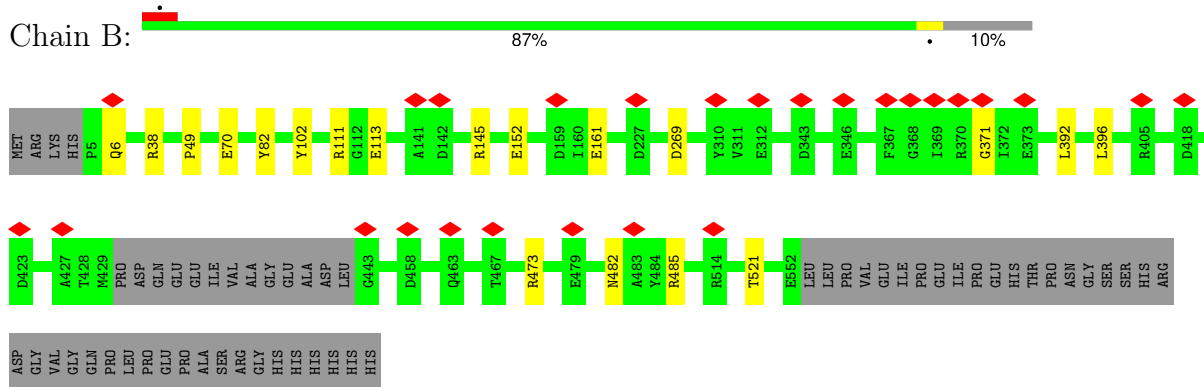 Chain B:
87%
10%
MET ARG LYS HIS P5 Q6 R38 P49 E70 Y82 Y102 R111 G112 E113 A141 D142 R145 E152 D159 I160 E161 D227 D269 Y310 V311 E312 D343 E346 F367 G368 I369 R370 G371 I372 E373 L392 L396 R405 D418
D423 A427 T428 M429 PRO ASP GLN GLU GLU ILE VAL ALA GLY GLU ALA ASP LEU G443 D458 Q463 T467 R473 E479 N482 A483 Y484 R485 R514 T521 E552 LEU LEU PRO VAL GLU ILE PRO GLU ILE PRO GLU HIS THR PRO ASN GLY SER SER HIS ARG
ASP GLY VAL GLY GLN PRO LEU PRO GLU PRO ALA SER ARG GLY HIS HIS HIS HIS HIS HIS